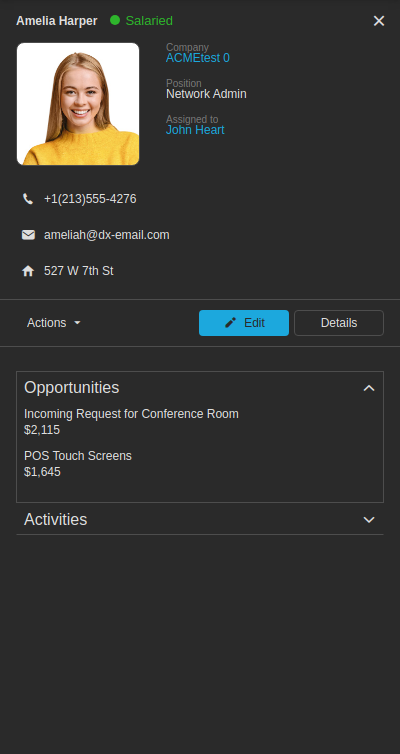 Amelia Harper Salaried
Company
ACMEtest 0
Position
Network Admin
Assigned to
John Heart
+1(213)555-4276
ameliah@dx-email.com
527 W 7th St
Actions Edit Details
Opportunities
Incoming Request for Conference Room
$2,115
POS Touch Screens
$1,645
Activities